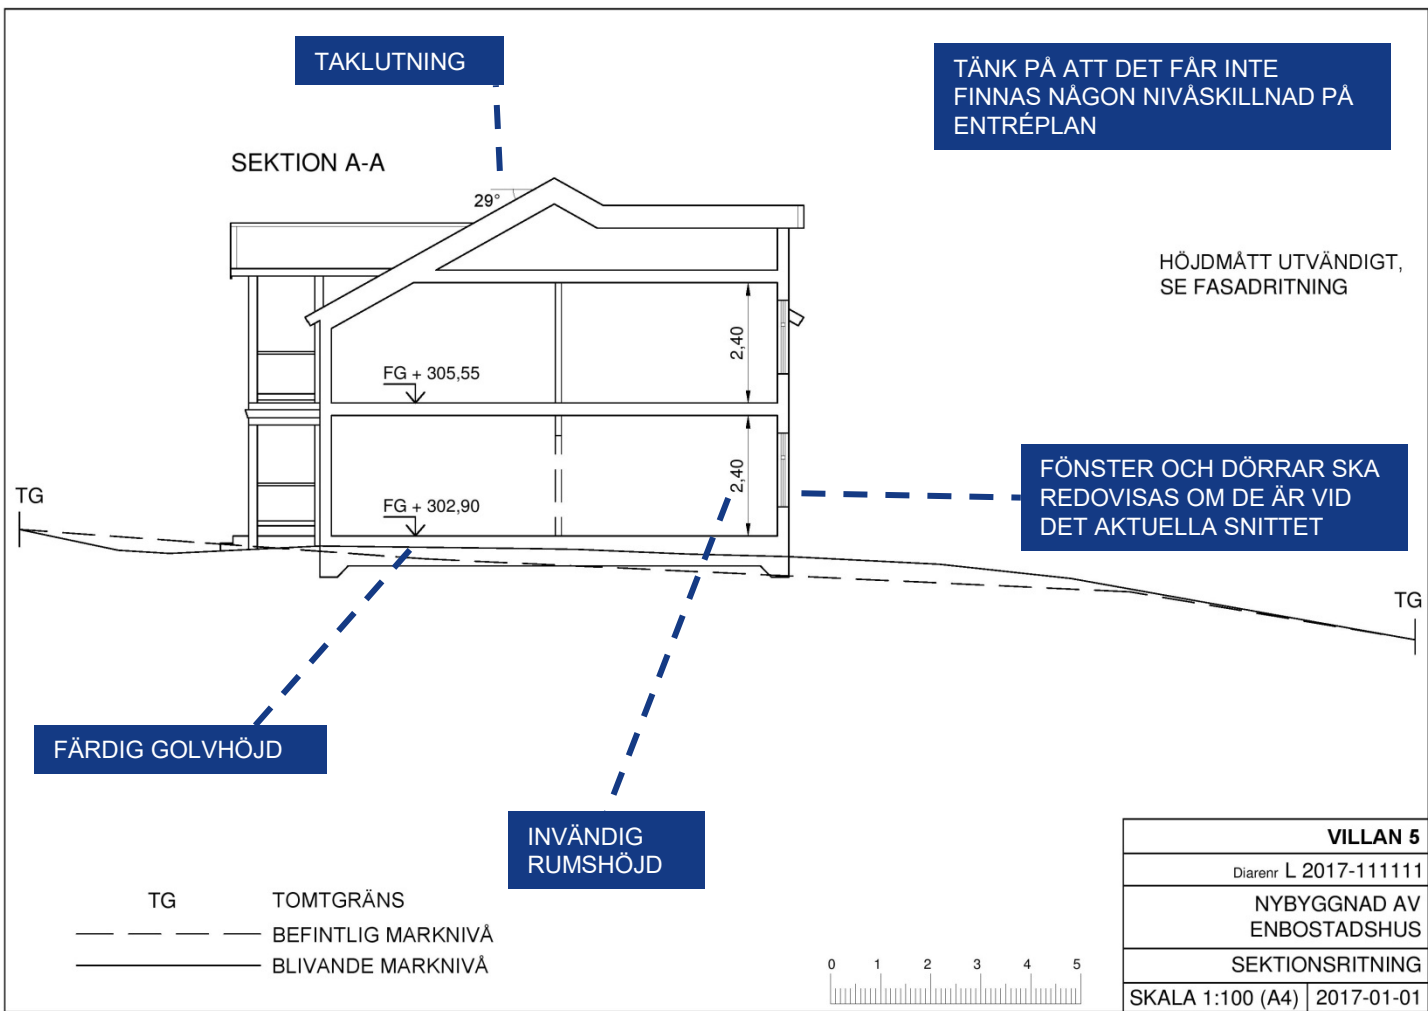 TAKLUTNING
TÄNK PÅ ATT DET FÅR INTE
FINNAS NÅGON NIVÅSKILLNAD PÅ
ENTRÉPLAN
SEKTION A-A
29°
HÖJDMÅTT UTVÄNDIGT,
SE FASADRITNING
2,40
FG + 305,55
2,40
FG + 302,90
FÖNSTER OCH DÖRRAR SKA
REDOVISAS OM DE ÄR VID
DET AKTUELLA SNITTET
TG
TG
FÄRDIG GOLVHÖJD
INVÄNDIG
RUMSHÖJD
TG TOMTGRÄNS
BEFINTLIG MARKNIVÅ
BLIVANDE MARKNIVÅ
0 1 2 3 4 5
VILLAN 5
Diarenr L 2017-111111
NYBYGGNAD AV
ENBOSTADSHUS
SEKTIONSRITNING
SKALA 1:100 (A4) 2017-01-01